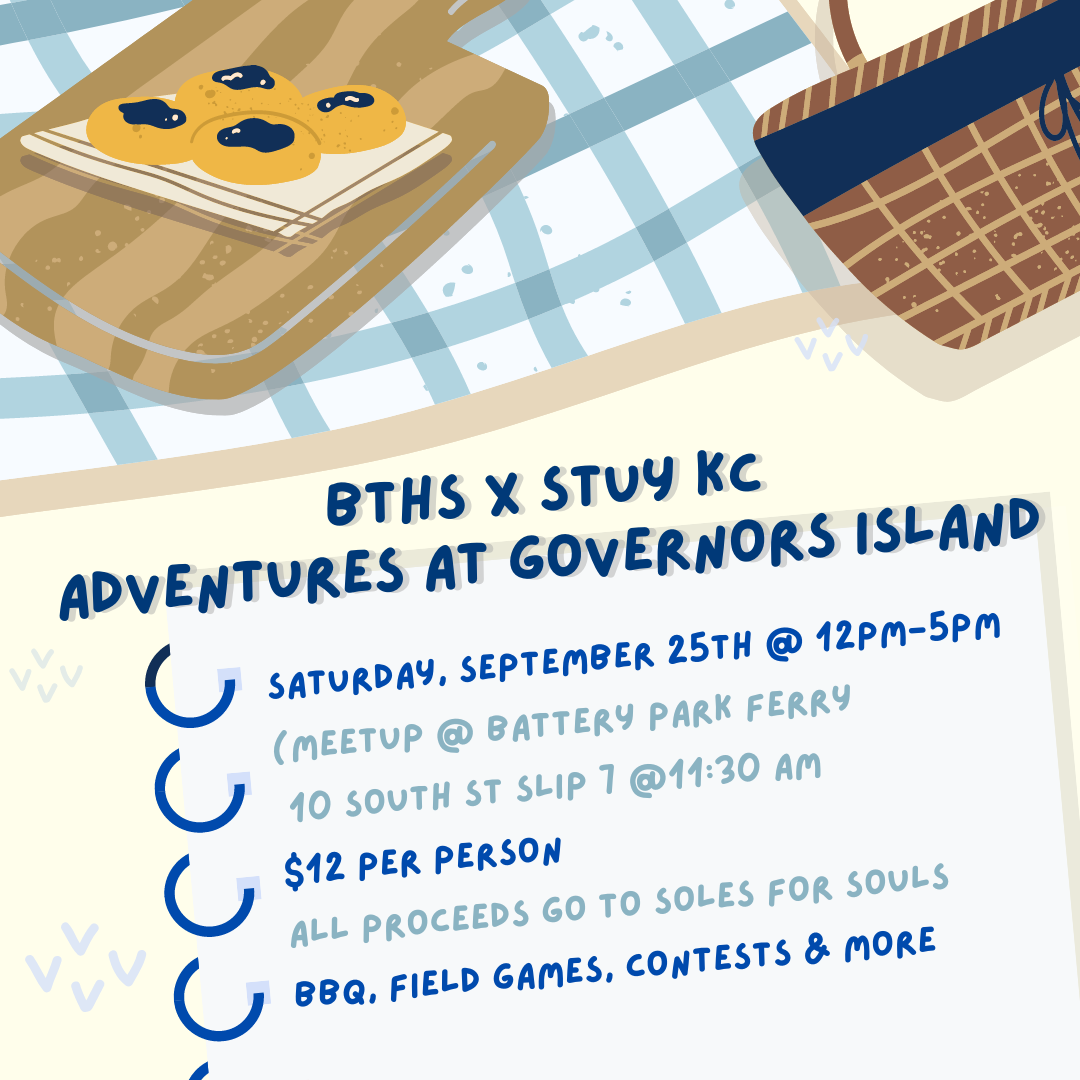 BTHS X STUY KC
ADVENTURES AT GOVERNORS ISLAND
SATURDAY, SEPTEMBER 25TH @ 12PM-5PM
(MEETUP @ BATTERY PARK FERRY
10 SOUTH ST SLIP 7 @11:30 AM
$12 PER PERSON
ALL PROCEEDS GO TO SOLES FOR SOULS
BBQ, FIELD GAMES, CONTESTS & MORE